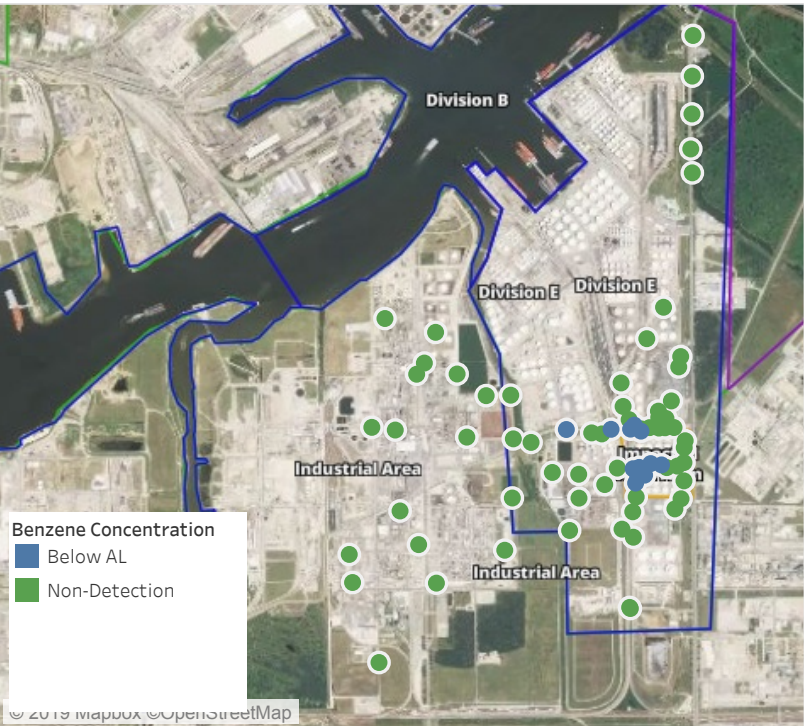 Division B
Division E
Division E
Industrial Area
Industrial Area
Benzene Concentration
Below AL
Non-Detection
© 2019 Mapbox ©OpenStreetMap